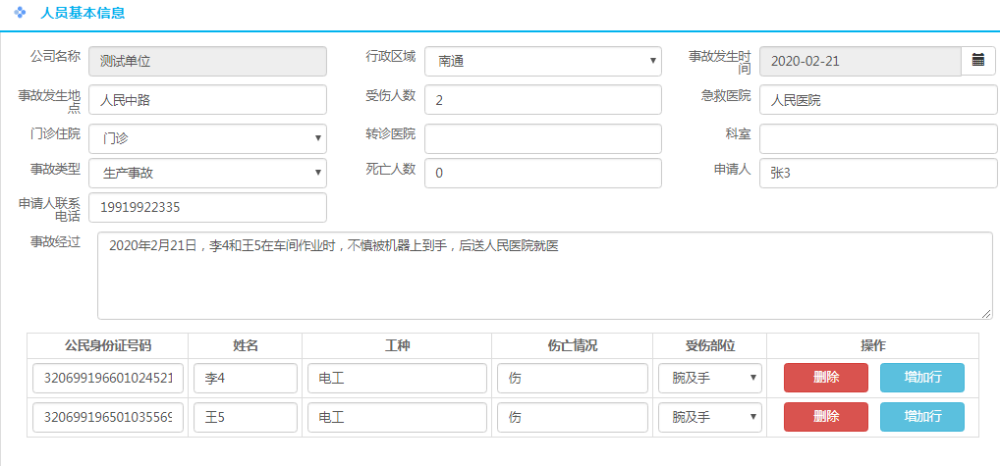 人员基本信息
公司名称 测试单位 行政区域 南通 事故发生时间 2020-02-21
事故发生地点 人民中路 受伤人数 2 急救医院 人民医院
门诊住院 门诊 转诊医院 科室
事故类型 生产事故 死亡人数 0 申请人 张3
申请人联系电话 19919922335
事故经过 2020年2月21日，李4和王5在车间作业时，不慎被机器上到手，后送人民医院就医
公民身份证号码 姓名 工种 伤亡情况 受伤部位 操作
320699196601024521 李4 电工 伤 腕及手 删除 增加行
320699196501035569 王5 电工 伤 腕及手 删除 增加行